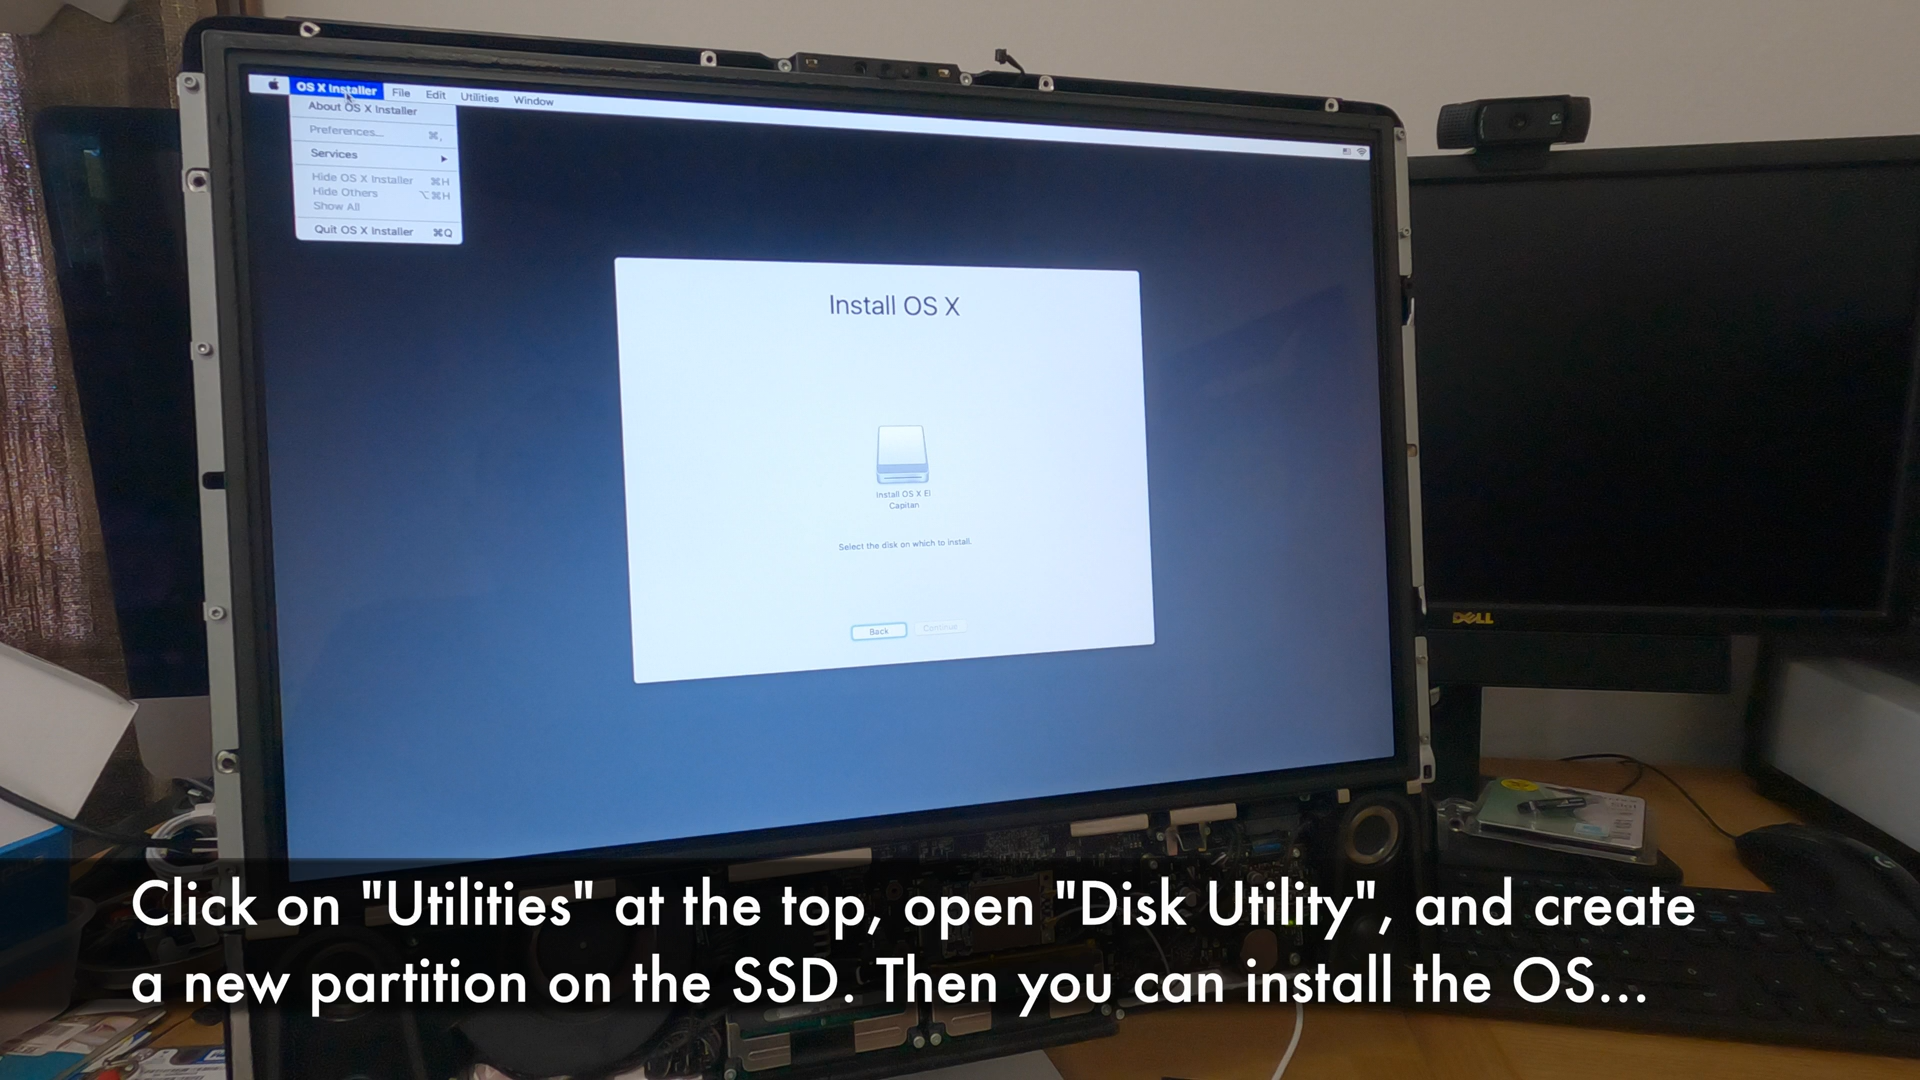 OS X Installer File Edit Utilities Window
About OS X Installer
Preferences... ⌘,
Services ▶
Hide OS X Installer ⌘H
Hide Others ⌥⌘H
Show All
Quit OS X Installer ⌘Q
Install OS X
Install OS X El
Capitan
Select the disk on which to install.
Back Continue
DELL
Click on "Utilities" at the top, open "Disk Utility", and create
a new partition on the SSD. Then you can install the OS...